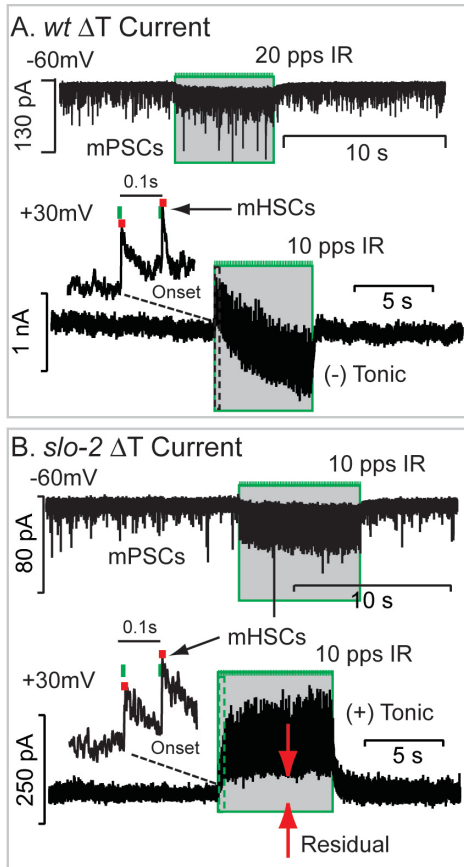 A. wt ΔT Current
-60mV
20 pps IR
130 pA
mPSCs
10 s
0.1s
+30mV
mHSCs
10 pps IR
Onset
5 s
1 nA
(-) Tonic
B. slo-2 ΔT Current
-60mV
10 pps IR
80 pA
mPSCs
10 s
0.1s
mHSCs
+30mV
10 pps IR
Onset
(+) Tonic
5 s
250 pA
Residual